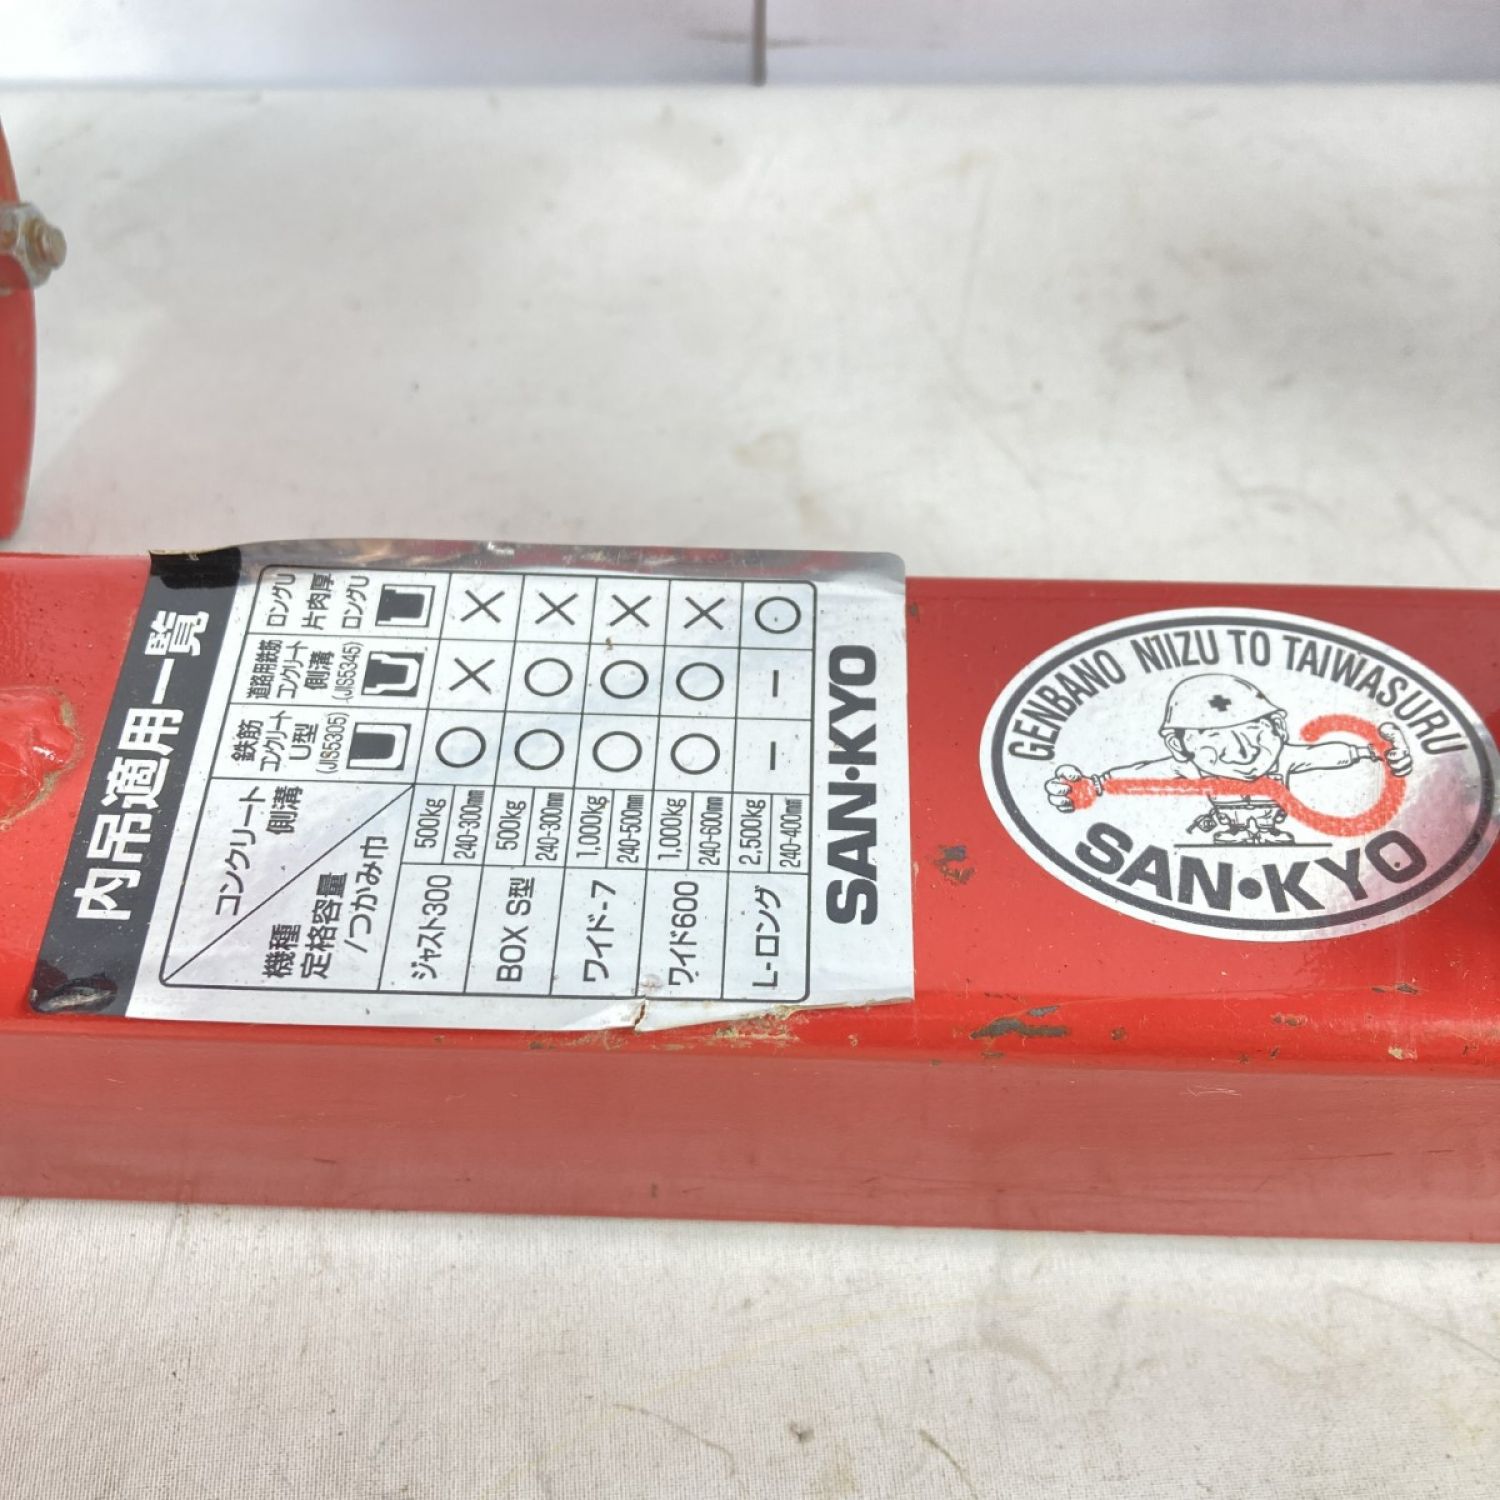 内吊適用一覧
コンクリート側溝
機種
定格容量
/つかみ巾
鉄筋
コンクリート
U型
(JIS5305)
道路用鉄筋
コンクリート
側溝
(JIS5345)
ロングU
片肉厚
ロングU
ジャスト300 500kg 240-300mm ○ × ×
BOX S型 500kg 240-300mm ○ ○ ×
ワイド-7 1,000kg 240-500mm ○ ○ ×
ワイド600 1,000kg 240-600mm ○ ○ ×
L-ロング 2,500kg 240-400mm － － ○
SAN・KYO
GENBANO NIIZU TO TAIWASURU
SAN・KYO